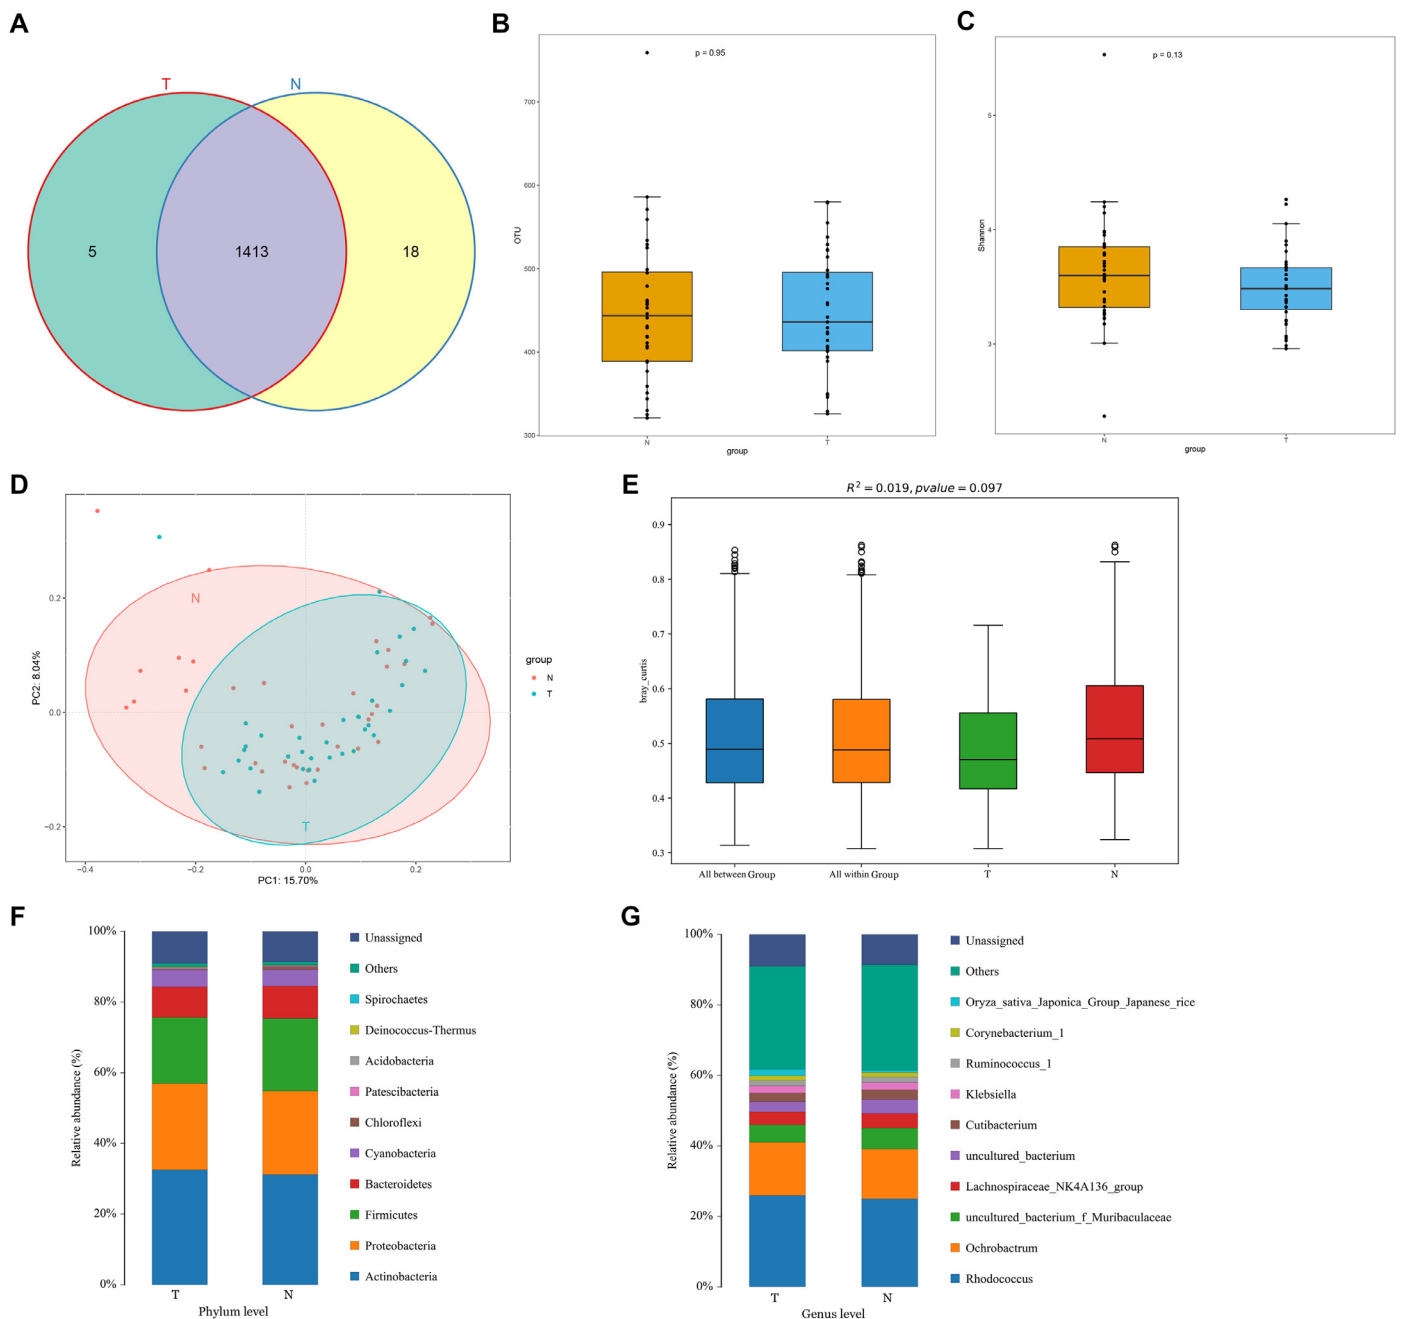 A
T
N
5
1413
18
B
p = 0.95
700
600
500
400
300
OTU
N
T
group
C
p = 0.13
5
4
3
Shannon
N
T
group
D
0.2
0.0
−0.2
PC2: 8.04%
N
T
−0.4
−0.2
0.0
0.2
PC1: 15.70%
group
N
T
E
R² = 0.019, pvalue = 0.097
0.9
0.8
0.7
0.6
0.5
0.4
0.3
bray_curtis
All between Group
All within Group
T
N
F
100%
80%
60%
40%
20%
0%
Relative abundance (%)
T
N
Phylum level
Unassigned
Others
Spirochaetes
Deinococcus-Thermus
Acidobacteria
Patescibacteria
Chloroflexi
Cyanobacteria
Bacteroidetes
Firmicutes
Proteobacteria
Actinobacteria
G
100%
80%
60%
40%
20%
0%
Relative abundance (%)
T
N
Genus level
Unassigned
Others
Oryza_sativa_Japonica_Group_Japanese_rice
Corynebacterium_1
Ruminococcus_1
Klebsiella
Cutibacterium
uncultured_bacterium
Lachnospiraceae_NK4A136_group
uncultured_bacterium_f_Muribaculaceae
Ochrobactrum
Rhodococcus